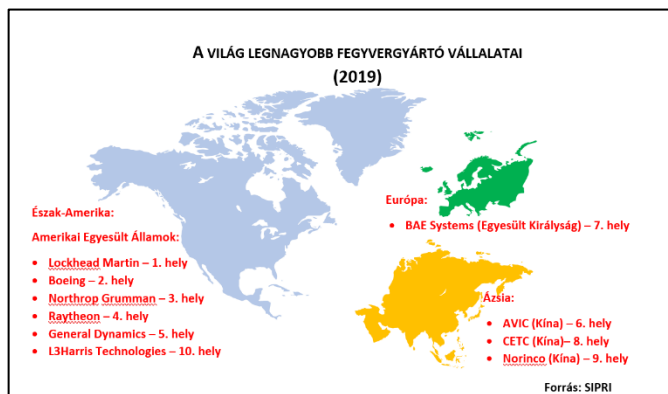 A VILÁG LEGNAGYOBB FEGYVERGYÁRTÓ VÁLLALATAI
(2019)
Észak-Amerika:
Amerikai Egyesült Államok:
• Lockhead Martin – 1. hely
• Boeing – 2. hely
• Northrop Grumman – 3. hely
• Raytheon – 4. hely
• General Dynamics – 5. hely
• L3Harris Technologies – 10. hely
Európa:
• BAE Systems (Egyesült Királyság) – 7. hely
Ázsia:
• AVIC (Kína) – 6. hely
• CETC (Kína)– 8. hely
• Norinco (Kína) – 9. hely
Forrás: SIPRI